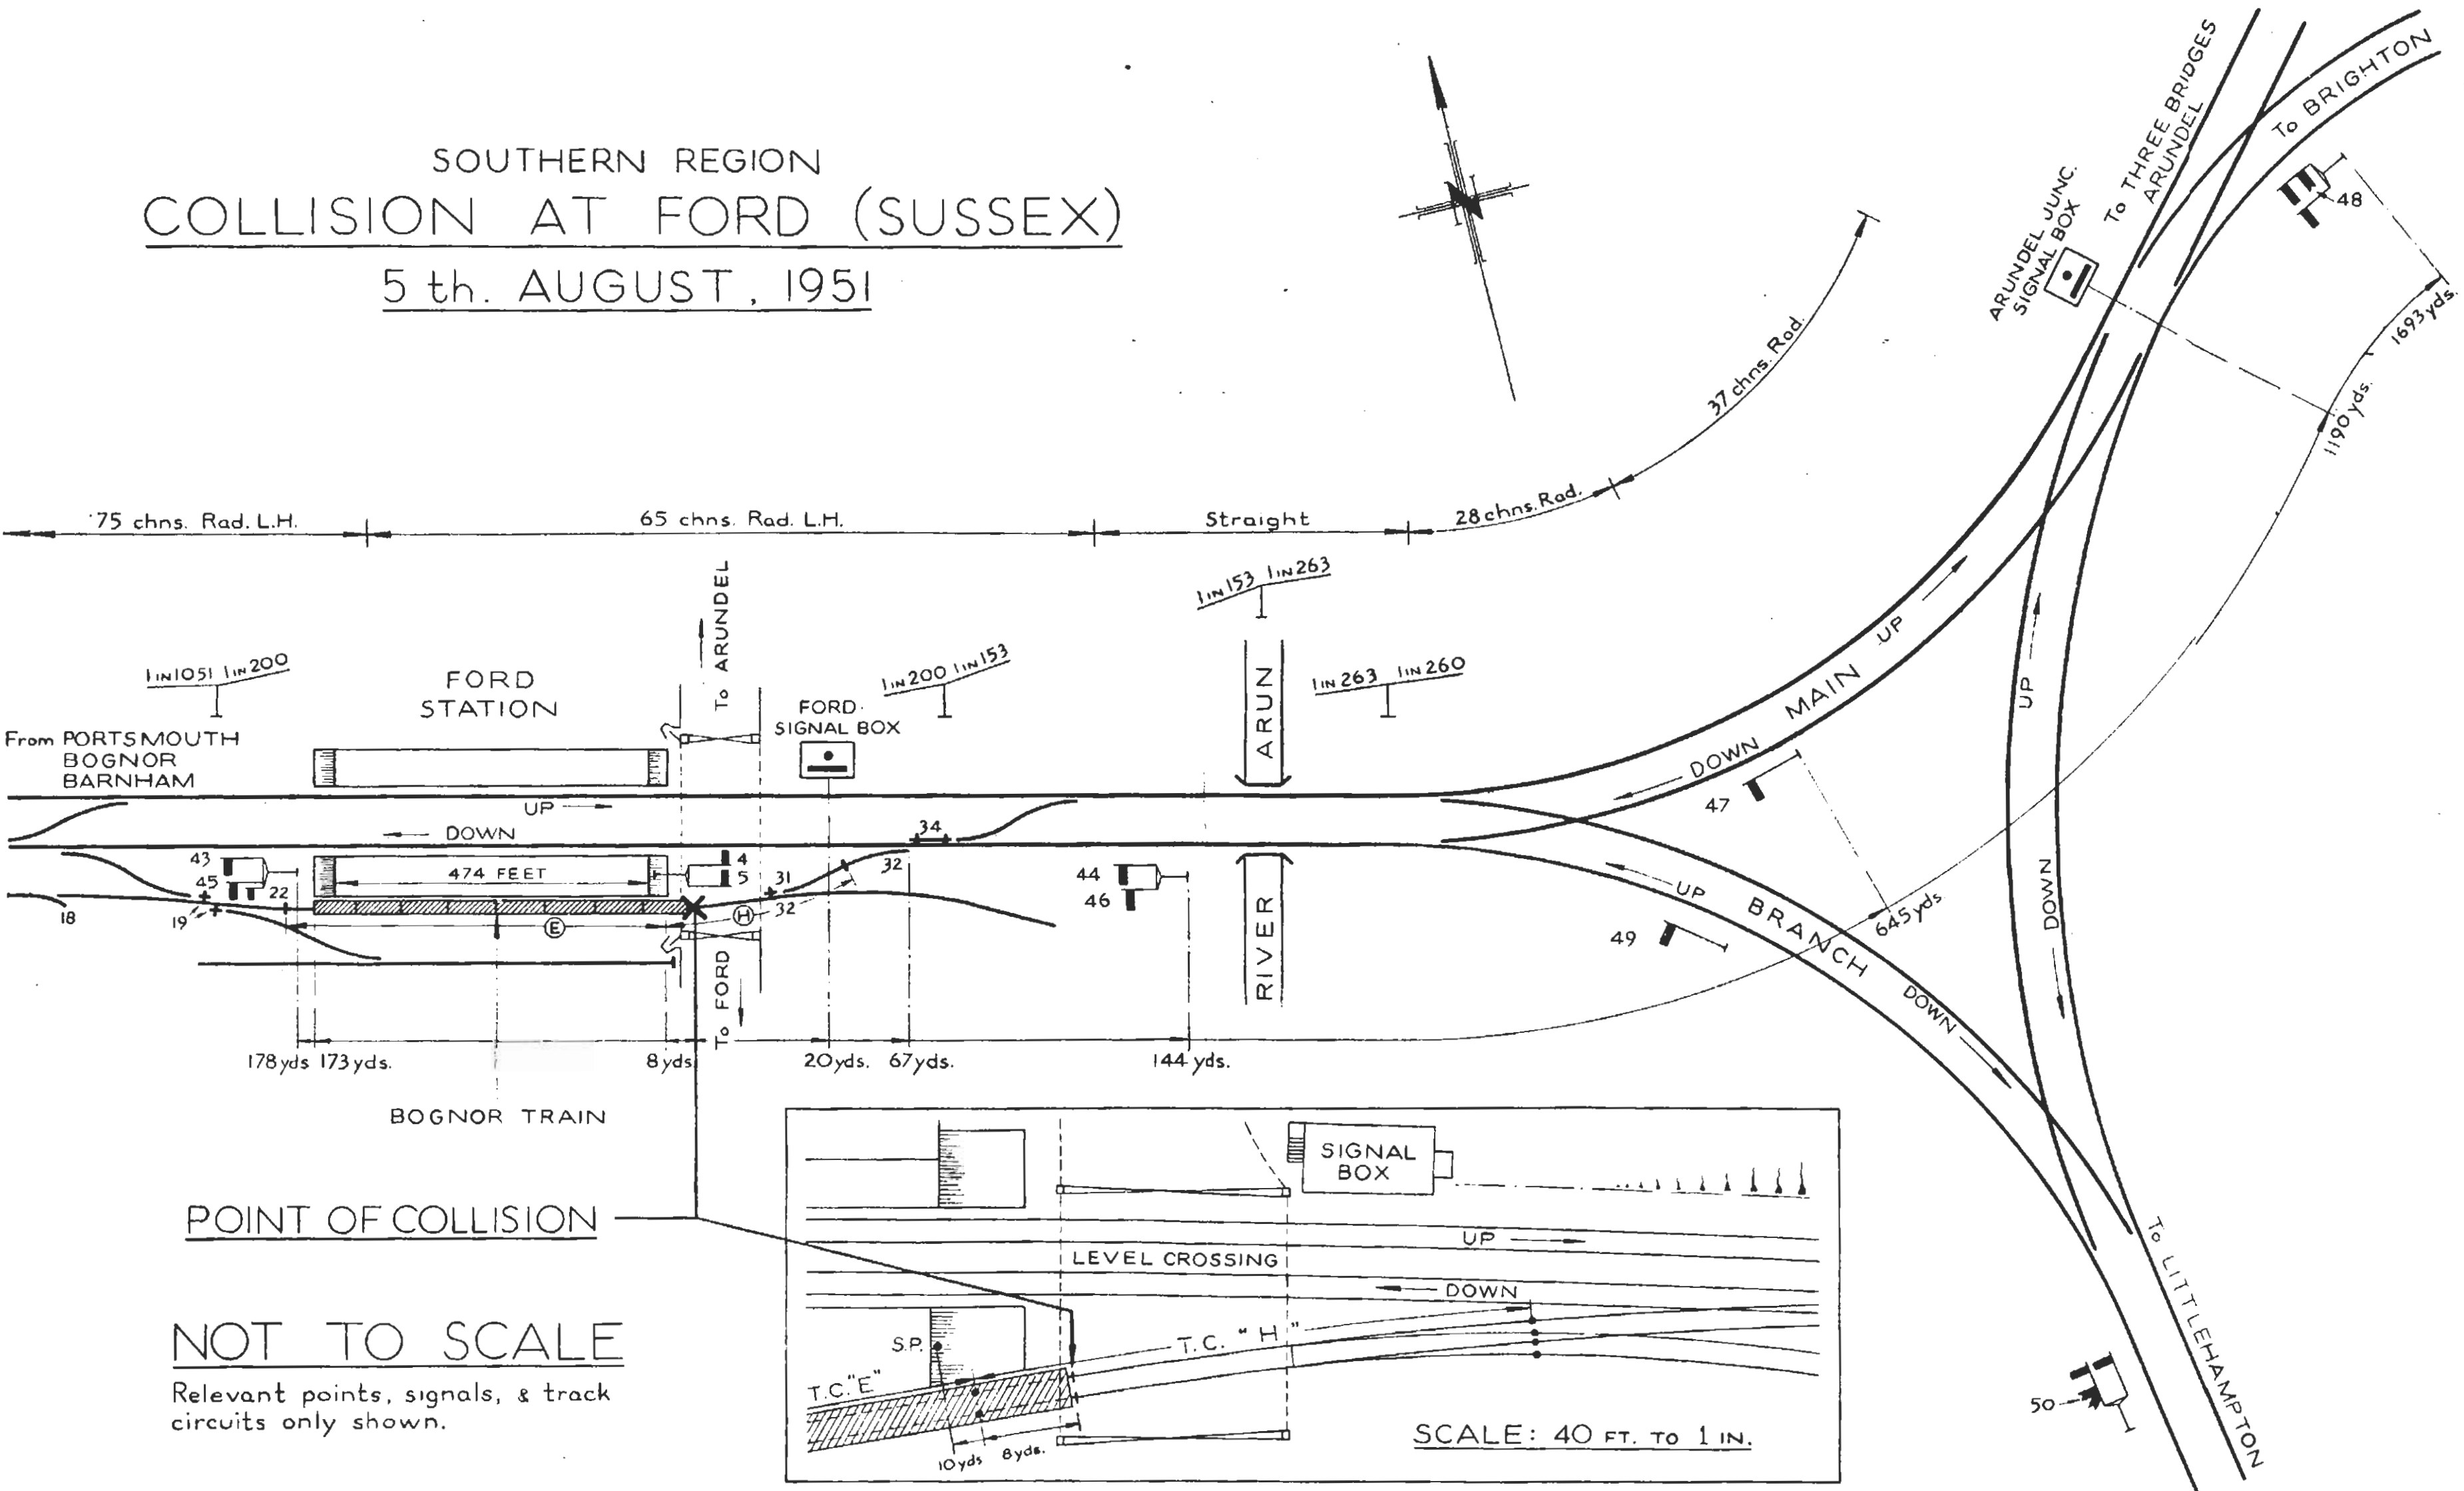 SOUTHERN REGION
COLLISION AT FORD (SUSSEX)
5 th. AUGUST, 1951
N
To THREE BRIDGES
ARUNDEL
To BRIGHTON
ARUNDEL JUNC.
SIGNAL BOX
48
1693 yds.
1190 yds.
37 chns. Rad.
75 chns. Rad. L.H.
65 chns. Rad. L.H.
Straight
28 chns. Rad.
1 IN 1051 1 IN 200
FORD
STATION
To ARUNDEL
FORD
SIGNAL BOX
1 IN 200 1 IN 153
1 IN 153 1 IN 263
1 IN 263 1 IN 260
From PORTSMOUTH
BOGNOR
BARNHAM
UP
DOWN
RIVER ARUN
MAIN
UP
DOWN
UP
DOWN
47
43
45
22
19
18
474 FEET
4
5
31
32
32
34
E
H
44
46
49
UP
BRANCH
DOWN
645 yds
To FORD
178 yds 173 yds.
8 yds
20 yds. 67 yds.
144 yds.
BOGNOR TRAIN
POINT OF COLLISION
NOT TO SCALE
Relevant points, signals, & track
circuits only shown.
SIGNAL
BOX
UP
LEVEL CROSSING
DOWN
S.P.
T.C. "H"
T.C. "E"
10 yds 8 yds.
SCALE: 40 FT. TO 1 IN.
50
To LITTLEHAMPTON